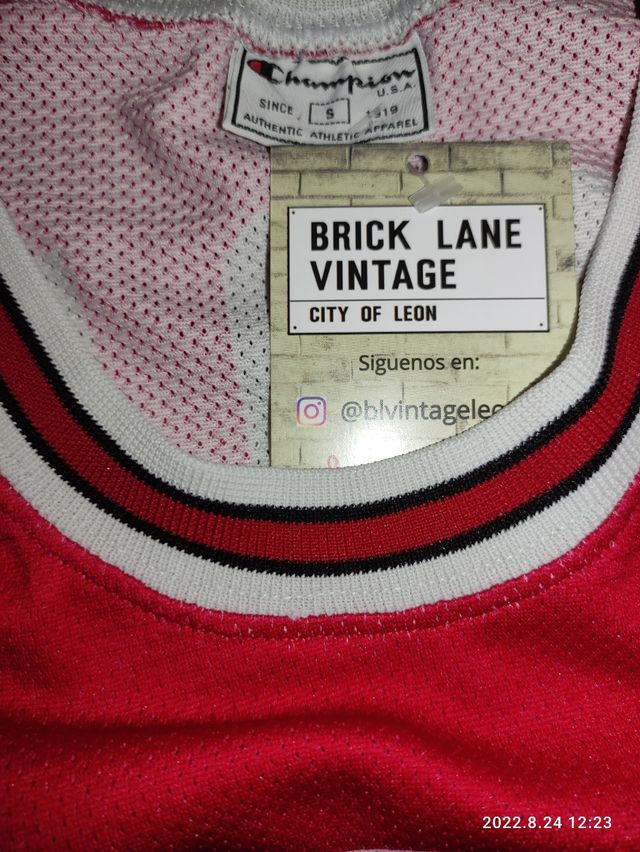 Champion
U.S.A.
SINCE S 1919
AUTHENTIC ATHLETIC APPAREL
BRICK LANE
VINTAGE
CITY OF LEON
Siguenos en:
@blvintageleo
2022.8.24 12:23